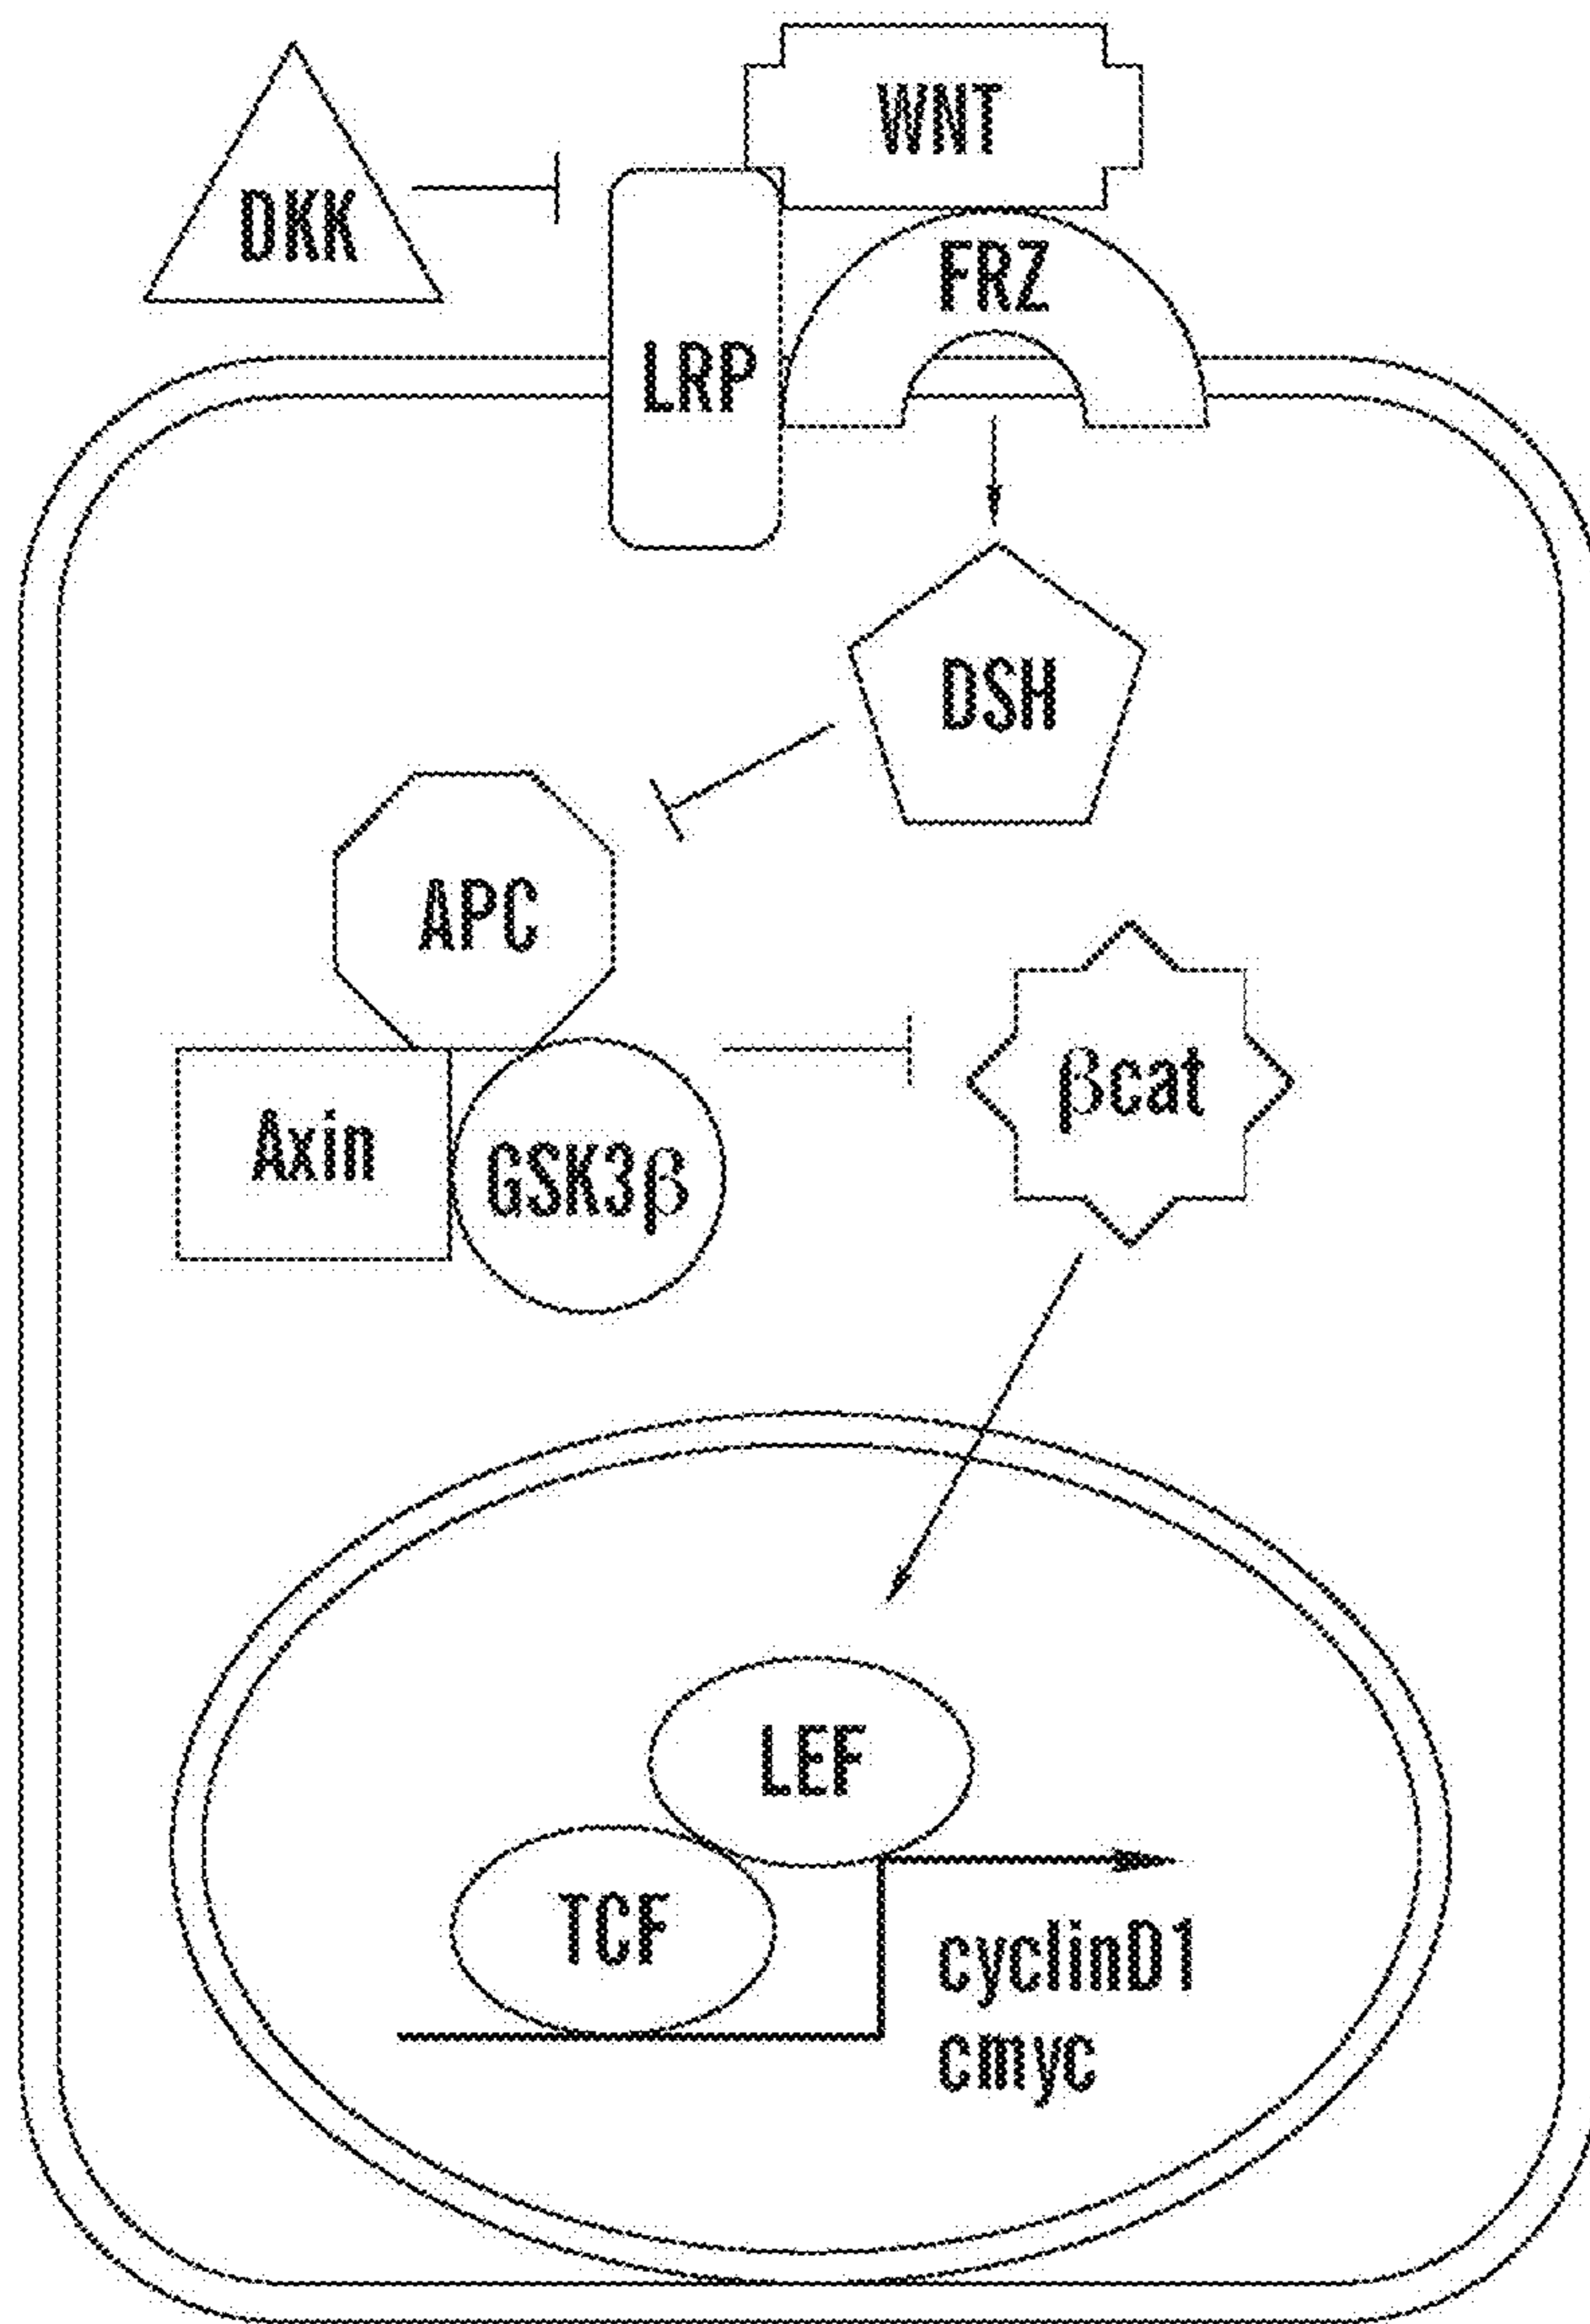 WNT
DKK
FRZ
LRP
DSH
APC
βcat
Axin
GSK3β
LEF
TCF
cyclinD1
cmyc